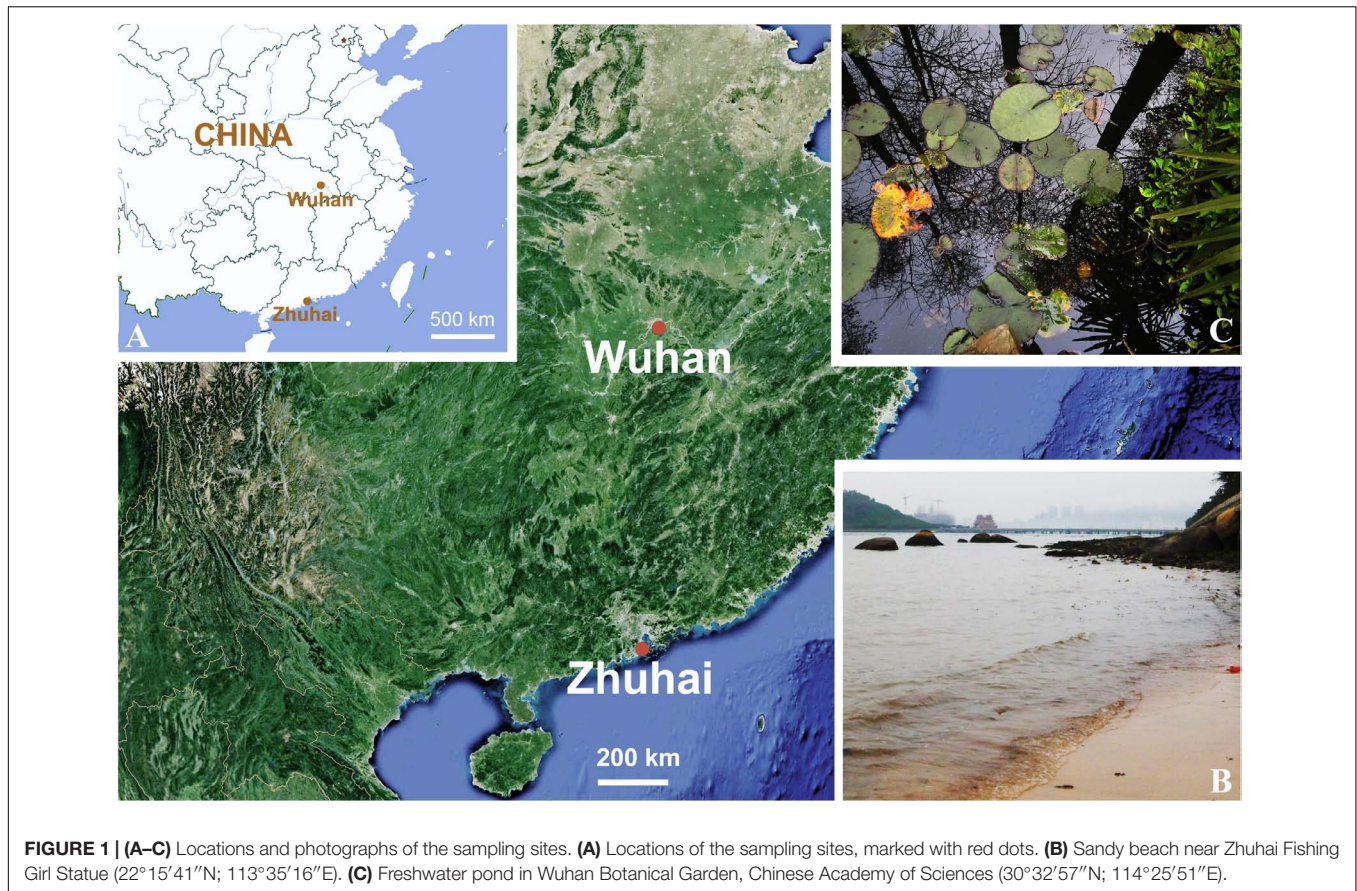 CHINA
Wuhan
Zhuhai
500 km
A
Wuhan
Zhuhai
200 km
C
B
FIGURE 1 | (A–C) Locations and photographs of the sampling sites. (A) Locations of the sampling sites, marked with red dots. (B) Sandy beach near Zhuhai Fishing
Girl Statue (22°15′41″N; 113°35′16″E). (C) Freshwater pond in Wuhan Botanical Garden, Chinese Academy of Sciences (30°32′57″N; 114°25′51″E).